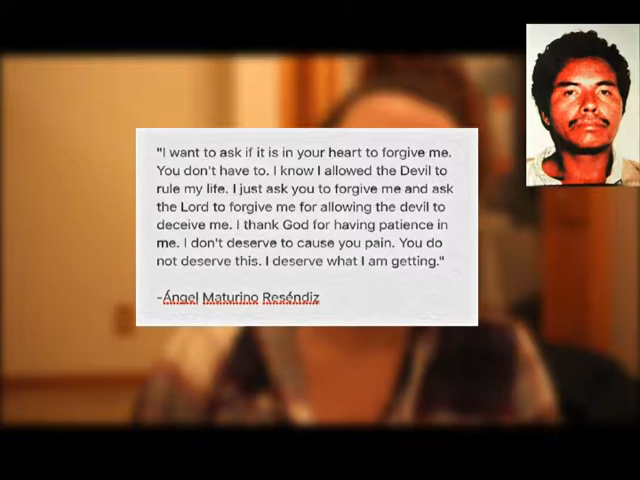 "I want to ask if it is in your heart to forgive me.
You don't have to. I know I allowed the Devil to
rule my life. I just ask you to forgive me and ask
the Lord to forgive me for allowing the devil to
deceive me. I thank God for having patience in
me. I don't deserve to cause you pain. You do
not deserve this. I deserve what I am getting."
-Ángel Maturino Reséndiz